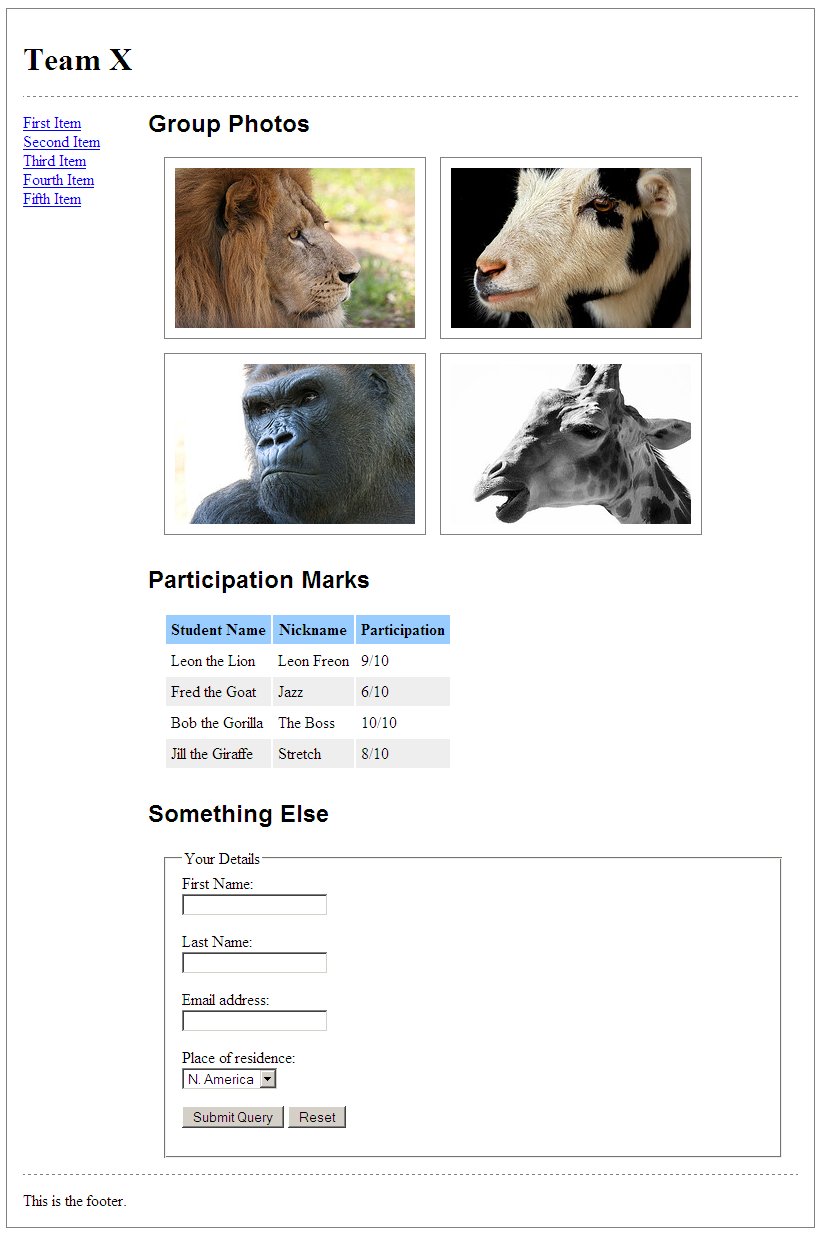 Team X
First Item
Second Item
Third Item
Fourth Item
Fifth Item
Group Photos
Participation Marks
Student Name Nickname Participation
Leon the Lion Leon Freon 9/10
Fred the Goat Jazz 6/10
Bob the Gorilla The Boss 10/10
Jill the Giraffe Stretch 8/10
Something Else
Your Details
First Name:
Last Name:
Email address:
Place of residence:
N. America
Submit Query Reset
This is the footer.